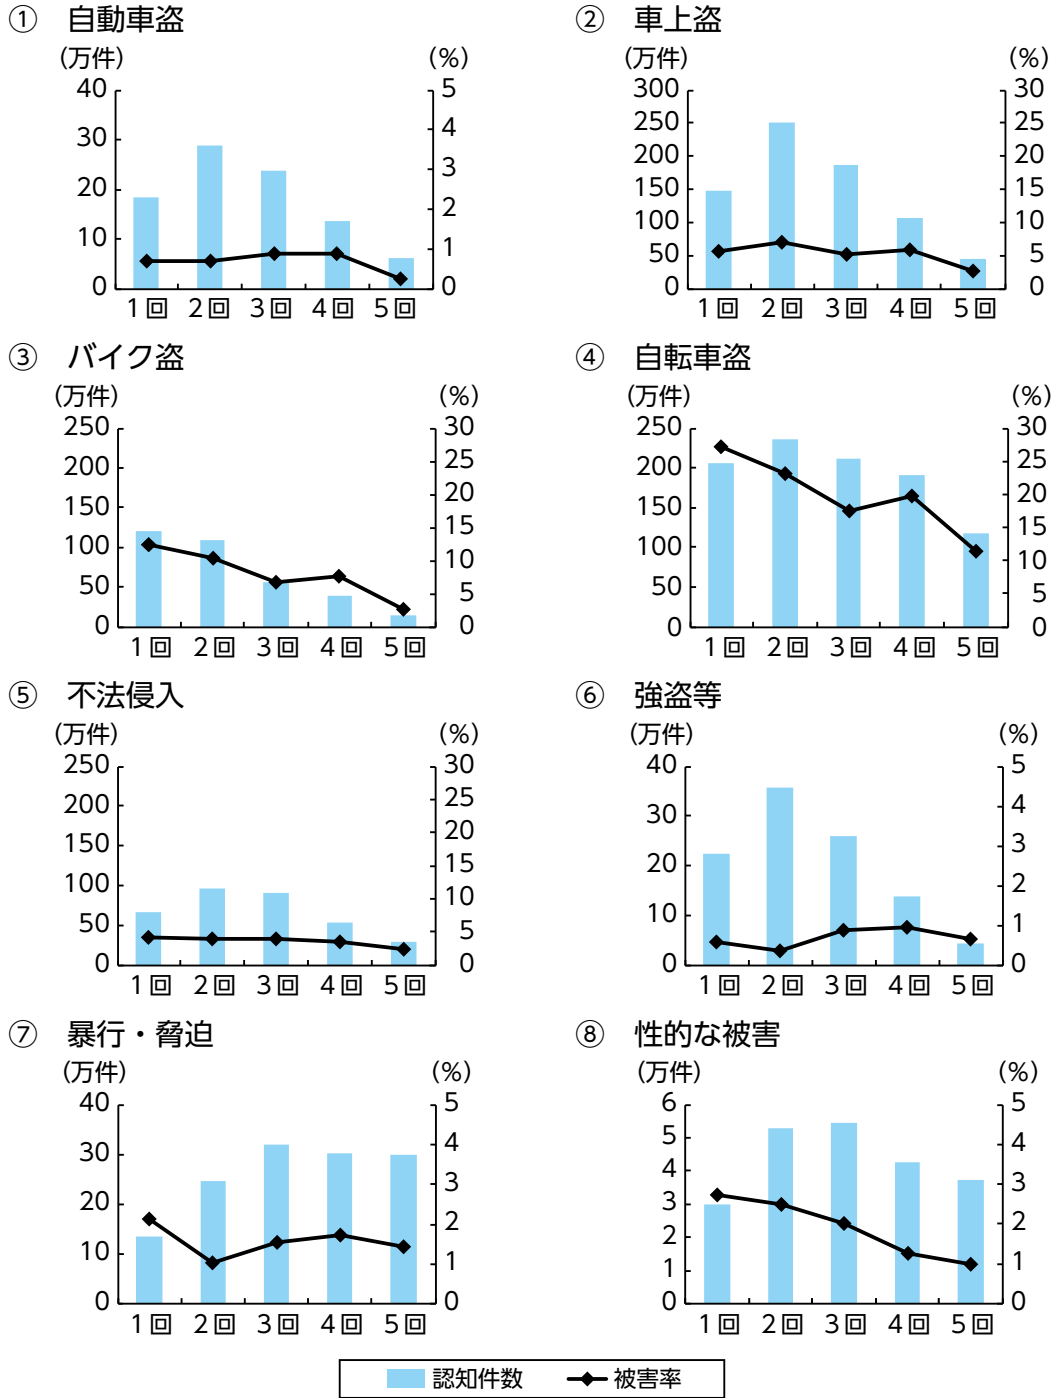 ① 自動車盗
(万件) (%)
40 5
30 4
20 3
10 2
0 1
0
1回 2回 3回 4回 5回
② 車上盗
(万件) (%)
300 30
250 25
200 20
150 15
100 10
50 5
0 0
1回 2回 3回 4回 5回
③ バイク盗
(万件) (%)
250 30
200 25
150 20
100 15
50 10
0 5
0
1回 2回 3回 4回 5回
④ 自転車盗
(万件) (%)
250 30
200 25
150 20
100 15
50 10
0 5
0
1回 2回 3回 4回 5回
⑤ 不法侵入
(万件) (%)
250 30
200 25
150 20
100 15
50 10
0 5
0
1回 2回 3回 4回 5回
⑥ 強盗等
(万件) (%)
40 5
30 4
20 3
10 2
0 1
0
1回 2回 3回 4回 5回
⑦ 暴行・脅迫
(万件) (%)
40 5
30 4
20 3
10 2
0 1
0
1回 2回 3回 4回 5回
⑧ 性的な被害
(万件) (%)
6 5
5 4
4 3
3 2
2 1
1 0
0
1回 2回 3回 4回 5回
認知件数 被害率